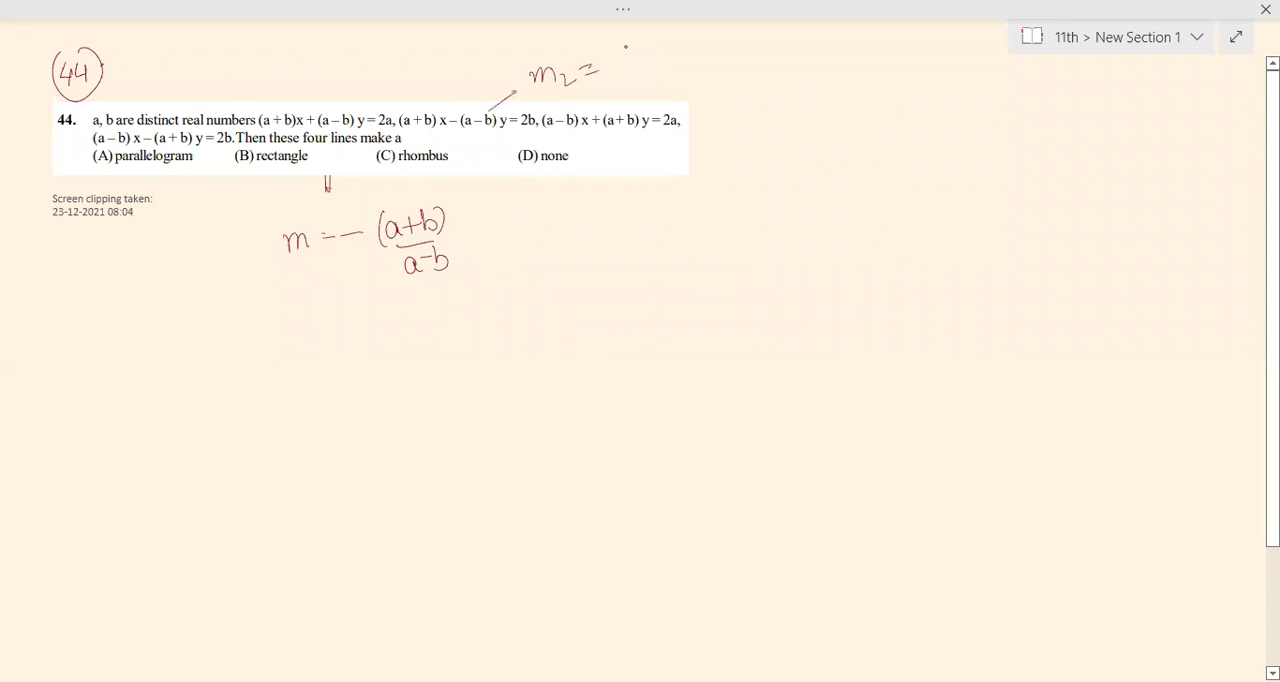 ...
11th > New Section 1
44
m2 =
44. a, b are distinct real numbers (a + b)x + (a – b) y = 2a, (a + b) x – (a – b) y = 2b, (a – b) x + (a + b) y = 2a,
(a – b) x – (a + b) y = 2b.Then these four lines make a
(A) parallelogram (B) rectangle (C) rhombus (D) none
Screen clipping taken:
23-12-2021 08:04
m = – (a+b)
a–b